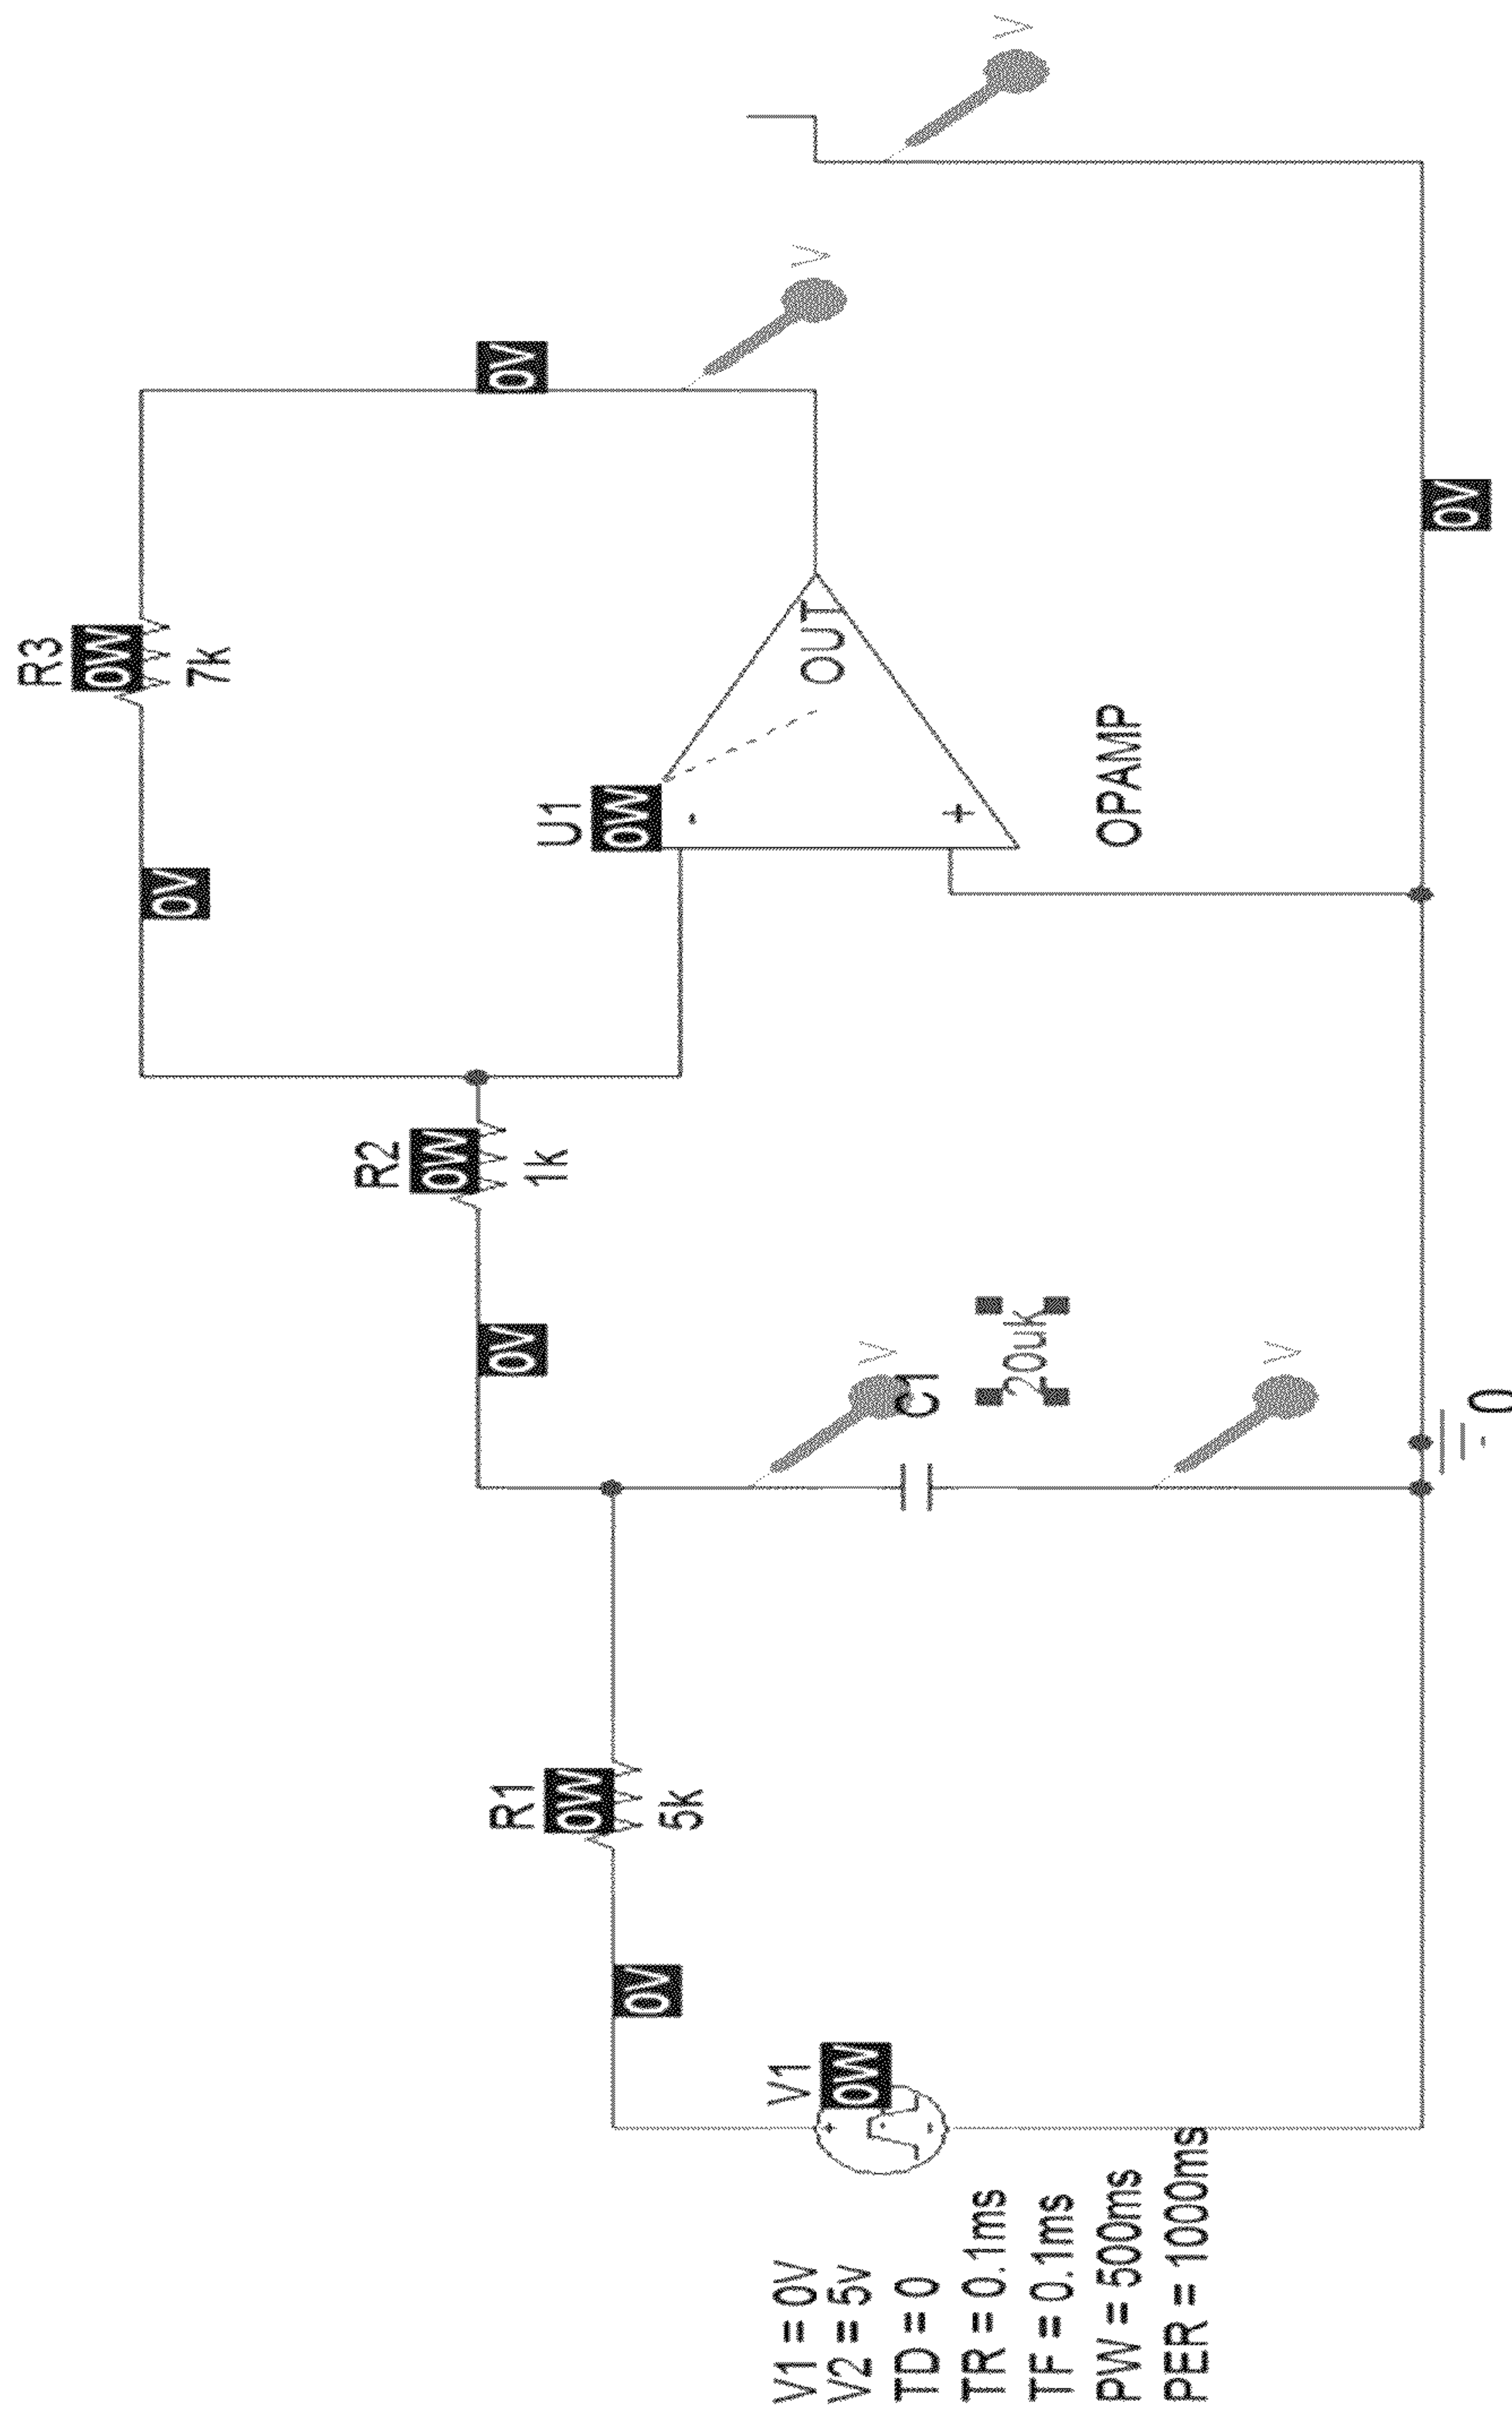 R3
0W
7k
0V
0V
U1
0W
-
+
OUT
OPAMP
R2
0W
1k
0V
V
V
V
V
C1
20uk
R1
0W
5k
0V
V1
0W
+
-
0V
0
V1 = 0V
V2 = 5v
TD = 0
TR = 0.1ms
TF = 0.1ms
PW = 500ms
PER = 1000ms